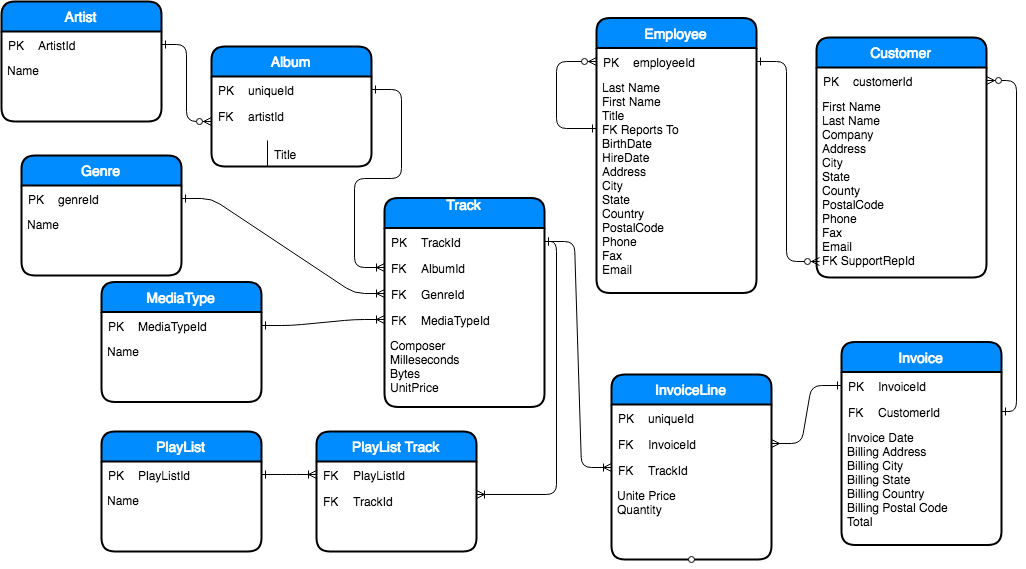 Artist
PK ArtistId
Name
Album
PK uniqueId
FK artistId
Title
Genre
PK genreId
Name
MediaType
PK MediaTypeId
Name
Track
PK TrackId
FK AlbumId
FK GenreId
FK MediaTypeId
Composer
Milleseconds
Bytes
UnitPrice
PlayList
PK PlayListId
Name
PlayList Track
FK PlayListId
FK TrackId
Employee
PK employeeId
Last Name
First Name
Title
FK Reports To
BirthDate
HireDate
Address
City
State
Country
PostalCode
Phone
Fax
Email
Customer
PK customerId
First Name
Last Name
Company
Address
City
State
County
PostalCode
Phone
Fax
Email
FK SupportRepId
InvoiceLine
PK uniqueId
FK InvoiceId
FK TrackId
Unite Price
Quantity
Invoice
PK InvoiceId
FK CustomerId
Invoice Date
Billing Address
Billing City
Billing State
Billing Country
Billing Postal Code
Total